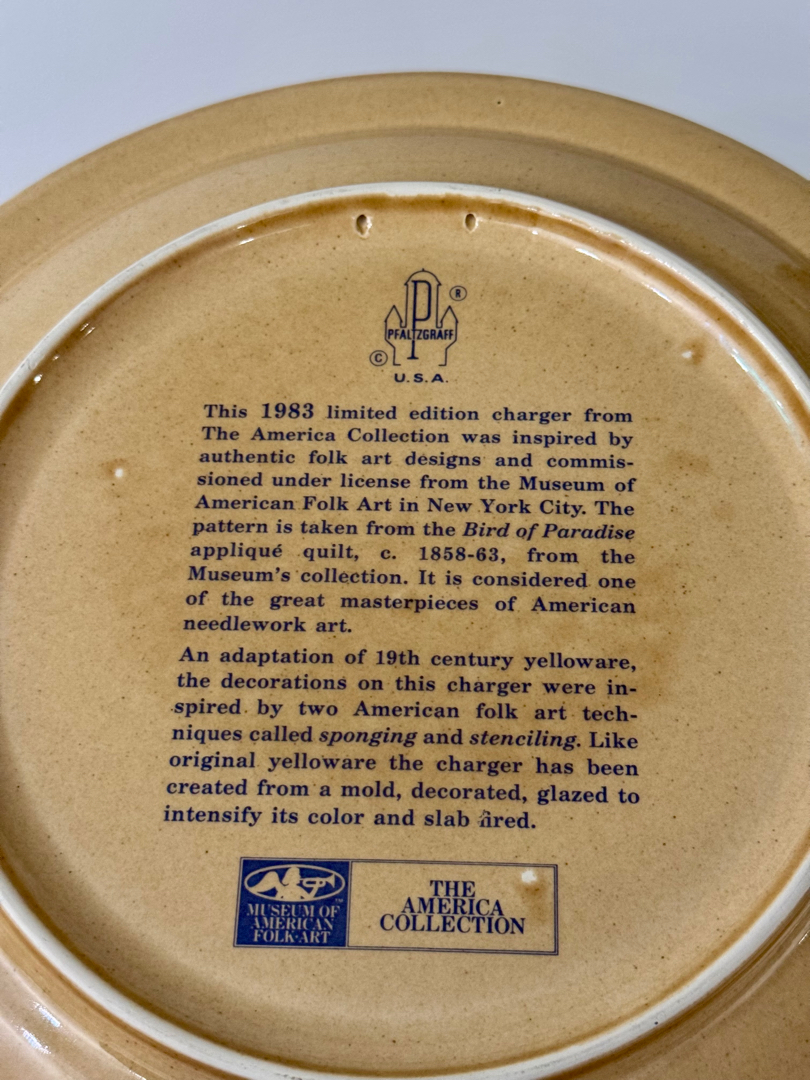 P ®
PFALTZGRAFF
©
U.S.A.
This 1983 limited edition charger from
The America Collection was inspired by
authentic folk art designs and commis-
sioned under license from the Museum of
American Folk Art in New York City. The
pattern is taken from the Bird of Paradise
appliqué quilt, c. 1858-63, from the
Museum's collection. It is considered one
of the great masterpieces of American
needlework art.
An adaptation of 19th century yelloware,
the decorations on this charger were in-
spired by two American folk art tech-
niques called sponging and stenciling. Like
original yelloware the charger has been
created from a mold, decorated, glazed to
intensify its color and slab fired.
MUSEUM OF™
AMERICAN
FOLK·ART
THE
AMERICA
COLLECTION